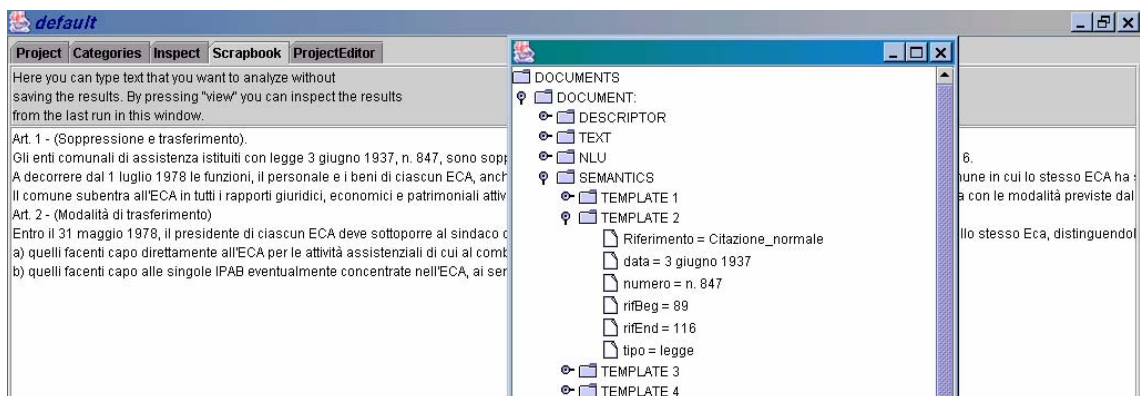 default
Project Categories Inspect Scrapbook ProjectEditor
Here you can type text that you want to analyze without
saving the results. By pressing "view" you can inspect the results
from the last run in this window.
Art. 1 - (Soppressione e trasferimento).
Gli enti comunali di assistenza istituiti con legge 3 giugno 1937, n. 847, sono sopp
6.
A decorrere dal 1 luglio 1978 le funzioni, il personale e i beni di ciascun ECA, anch
une in cui lo stesso ECA ha
Il comune subentra all'ECA in tutti i rapporti giuridici, economici e patrimoniali attiv
a con le modalità previste dal
Art. 2 - (Modalità di trasferimento)
Entro il 31 maggio 1978, il presidente di ciascun ECA deve sottoporre al sindaco
llo stesso Eca, distinguendol
a) quelli facenti capo direttamente all'ECA per le attività assistenziali di cui al comb
b) quelli facenti capo alle singole IPAB eventualmente concentrate nell'ECA, ai ser
DOCUMENTS
DOCUMENT:
DESCRIPTOR
TEXT
NLU
SEMANTICS
TEMPLATE 1
TEMPLATE 2
Riferimento = Citazione_normale
data = 3 giugno 1937
numero = n. 847
rifBeg = 89
rifEnd = 116
tipo = legge
TEMPLATE 3
TEMPLATE 4